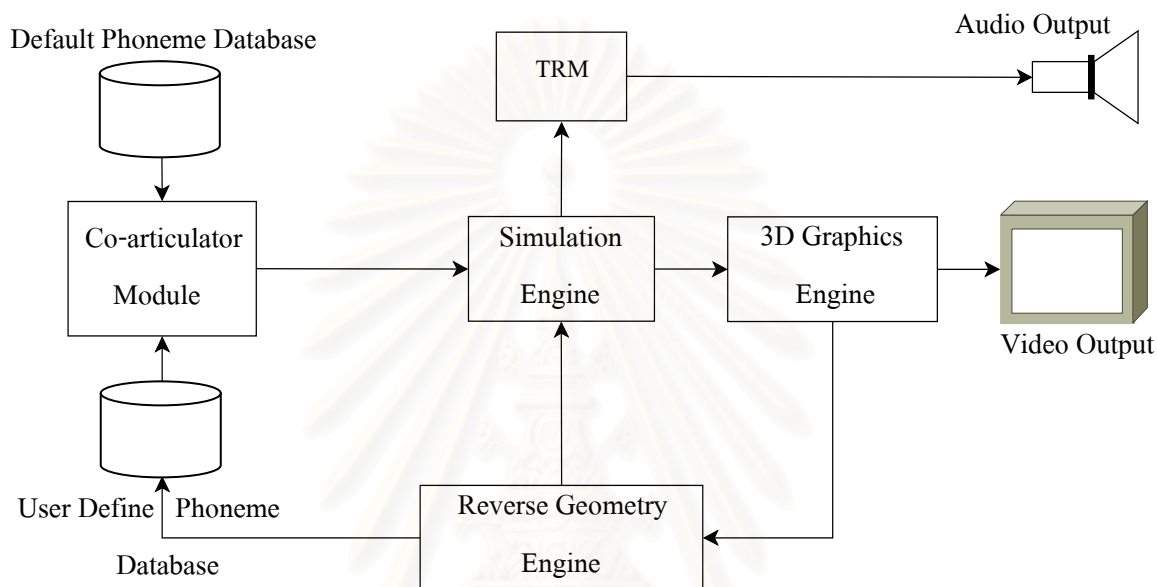 Default Phoneme Database
TRM
Audio Output
Co-articulator
Module
Simulation
Engine
3D Graphics
Engine
Video Output
User Define Phoneme
Database
Reverse Geometry
Engine